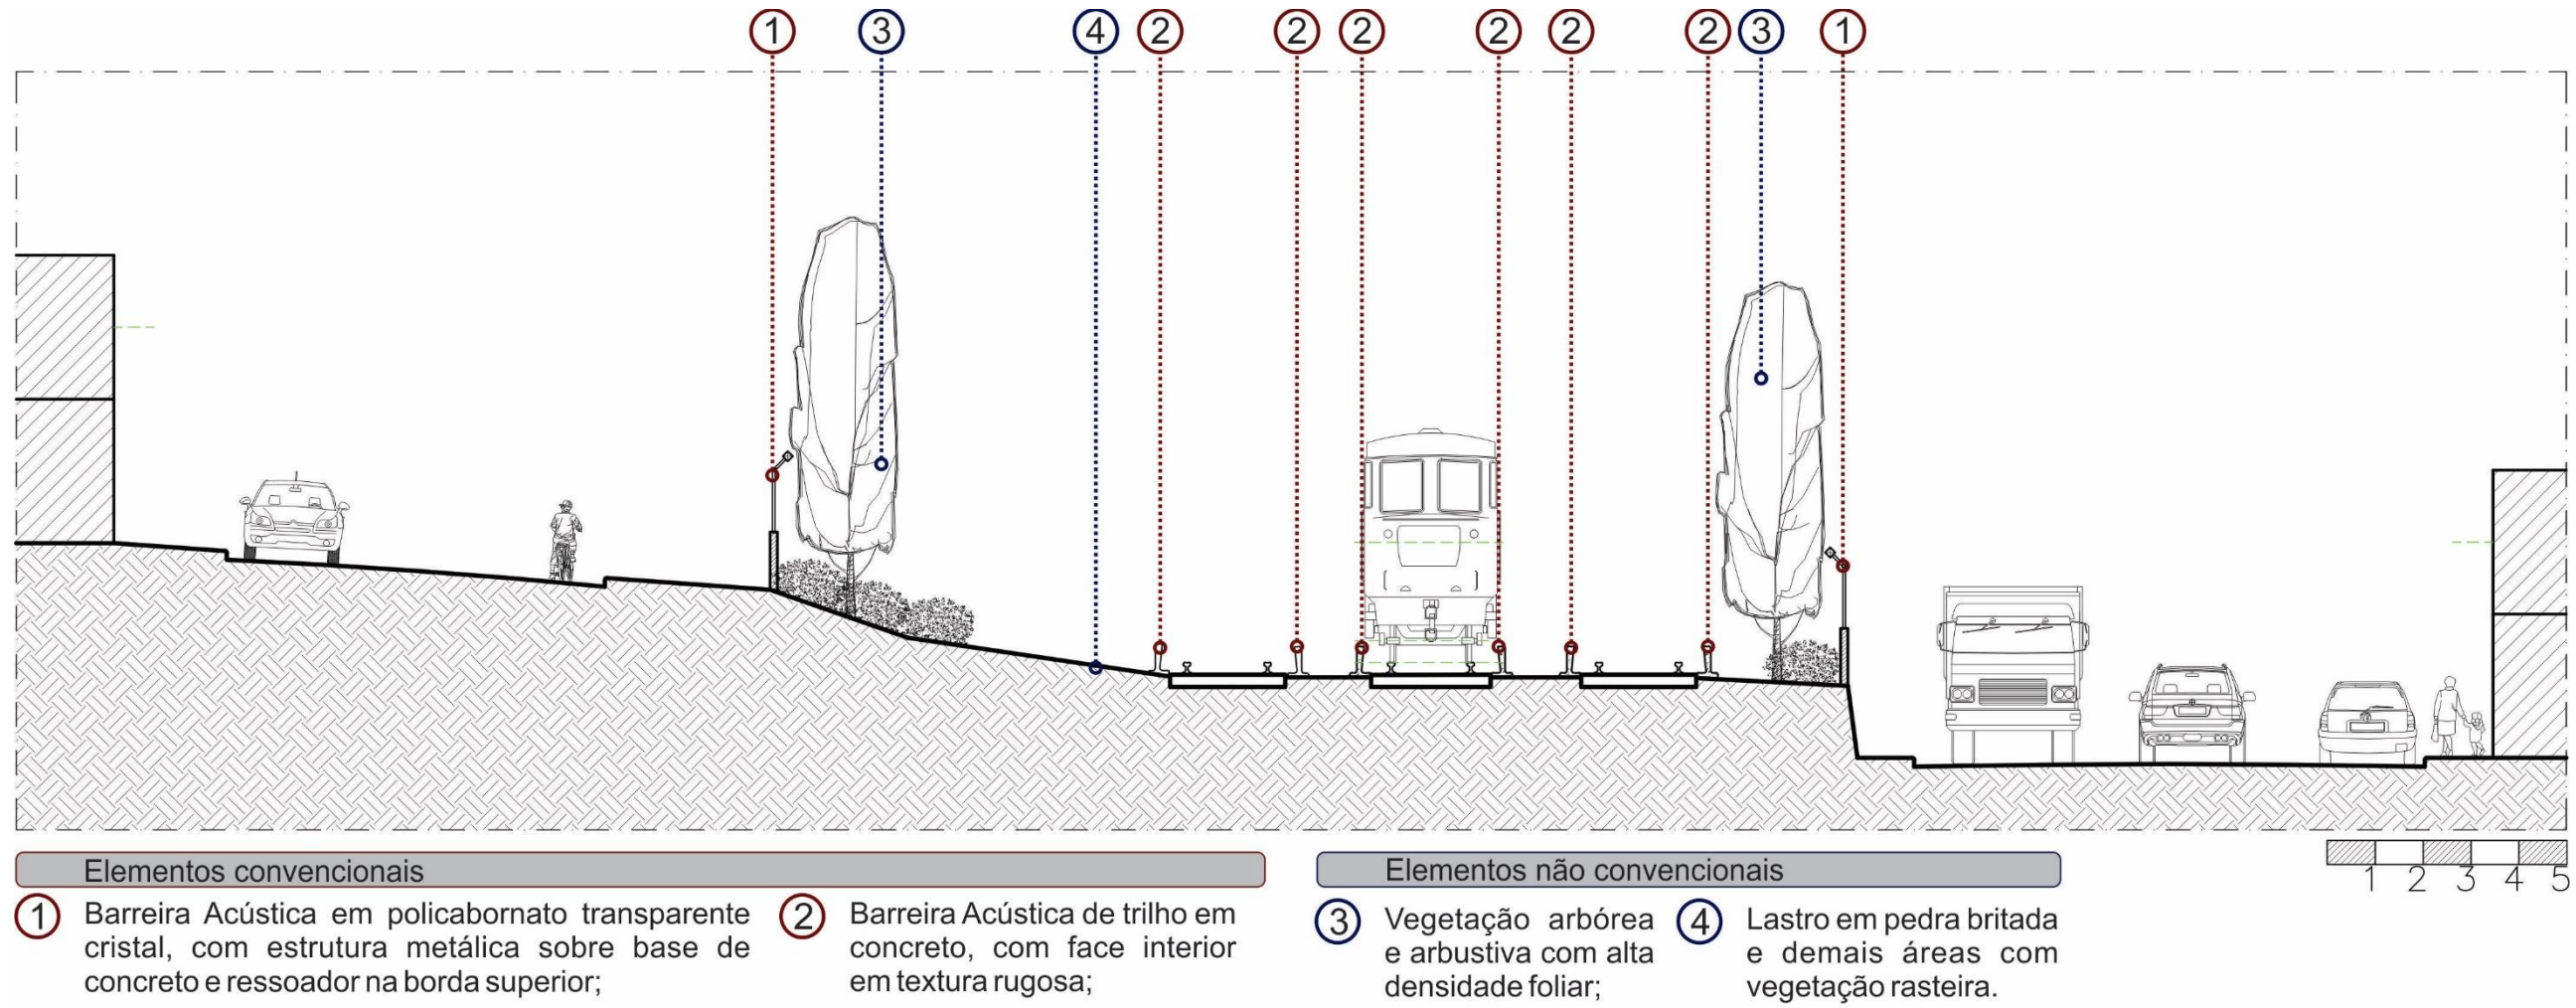 1 3 4 2 2 2 2 2 2 3 1
Elementos convencionais
1 Barreira Acústica em policabornato transparente
cristal, com estrutura metálica sobre base de
concreto e ressoador na borda superior;
2 Barreira Acústica de trilho em
concreto, com face interior
em textura rugosa;
Elementos não convencionais
3 Vegetação arbórea
e arbustiva com alta
densidade foliar;
4 Lastro em pedra britada
e demais áreas com
vegetação rasteira.
1 2 3 4 5